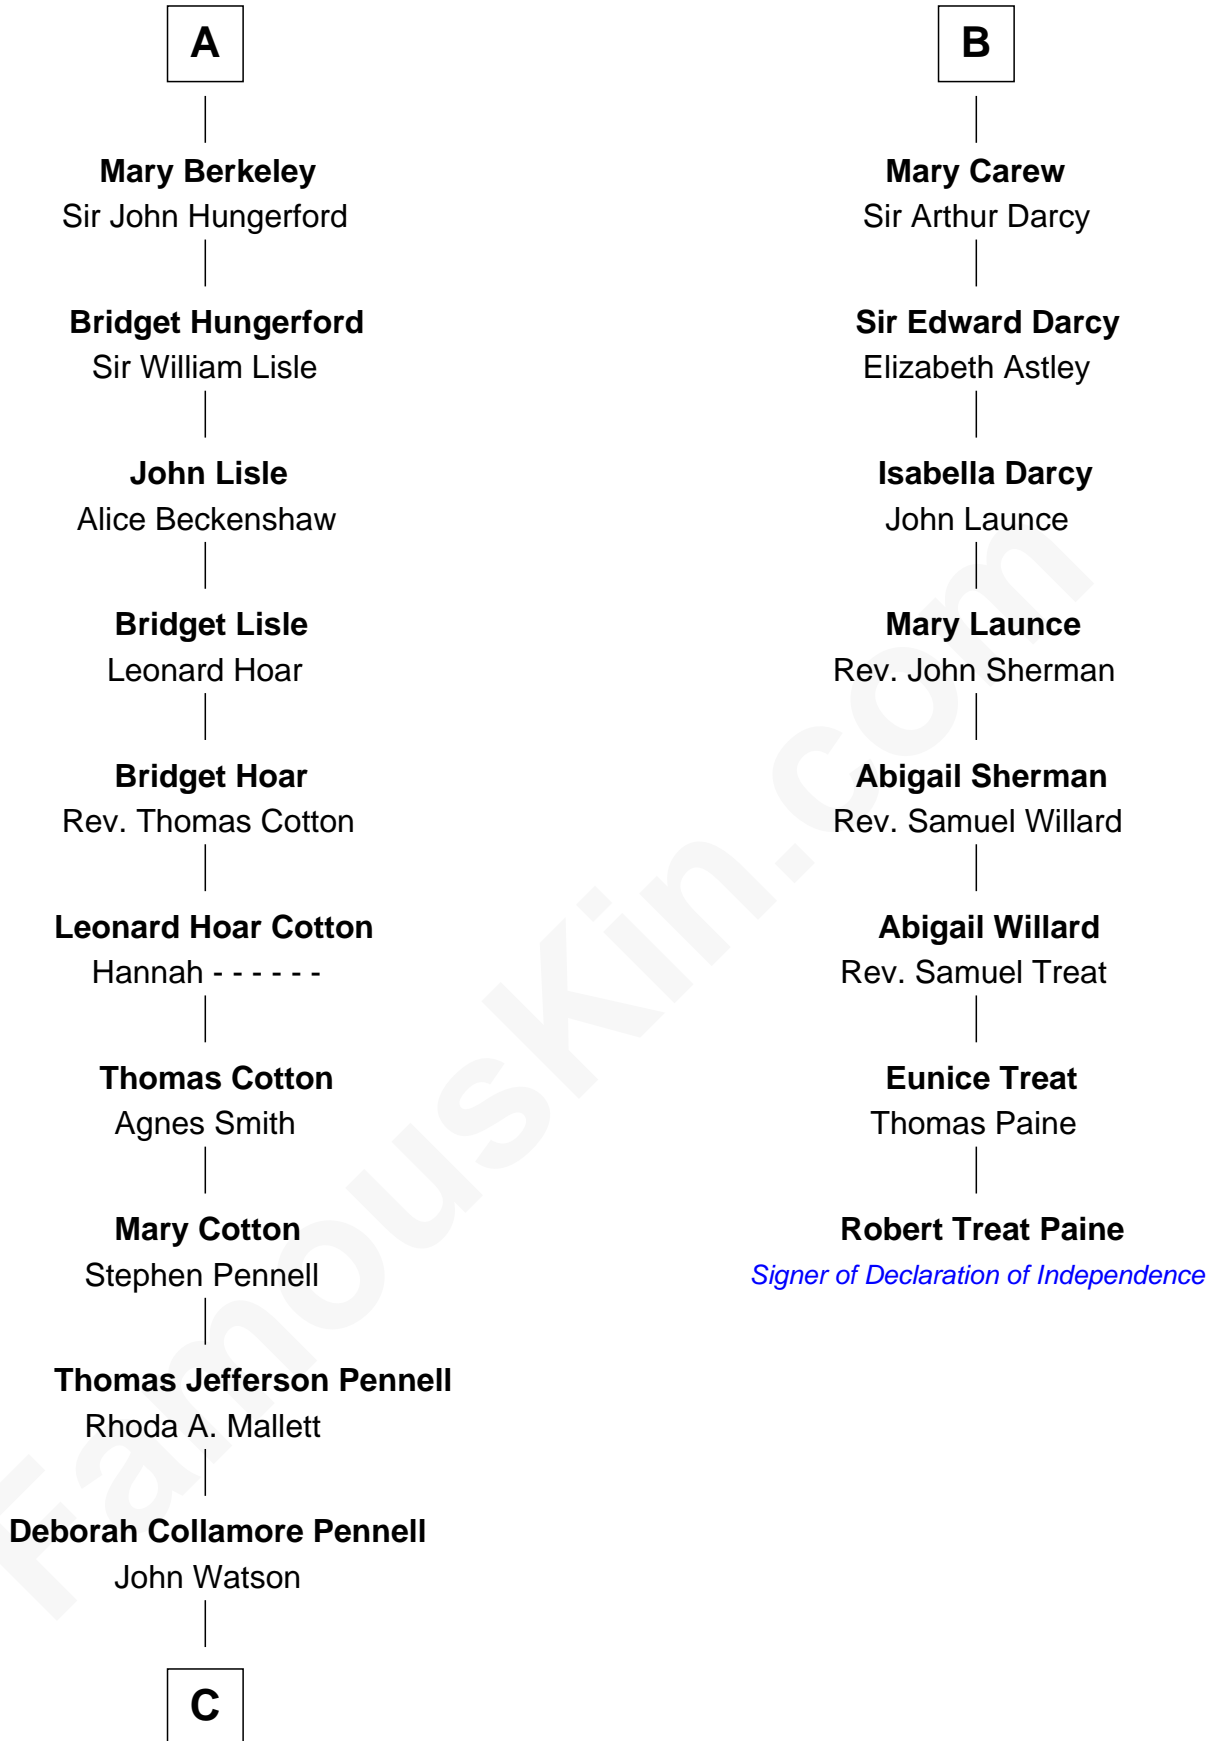 A
Mary Berkeley
Sir John Hungerford
Bridget Hungerford
Sir William Lisle
John Lisle
Alice Beckenshaw
Bridget Lisle
Leonard Hoar
Bridget Hoar
Rev. Thomas Cotton
Leonard Hoar Cotton
Hannah - - - - - -
Thomas Cotton
Agnes Smith
Mary Cotton
Stephen Pennell
Thomas Jefferson Pennell
Rhoda A. Mallett
Deborah Collamore Pennell
John Watson
C
B
Mary Carew
Sir Arthur Darcy
Sir Edward Darcy
Elizabeth Astley
Isabella Darcy
John Launce
Mary Launce
Rev. John Sherman
Abigail Sherman
Rev. Samuel Willard
Abigail Willard
Rev. Samuel Treat
Eunice Treat
Thomas Paine
Robert Treat Paine
Signer of Declaration of Independence
FamousKin.com